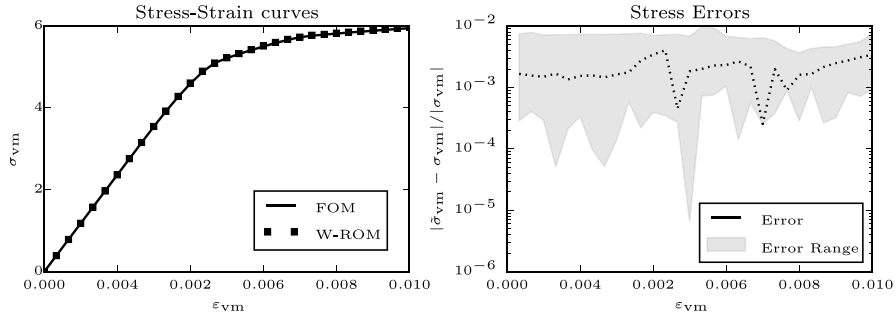 Stress-Strain curves
6
4
2
0
σvm
0.000 0.004 0.002 0.006 0.008 0.010
εvm
FOM
W-ROM
Stress Errors
10⁻²
10⁻³
10⁻⁴
10⁻⁵
10⁻⁶
|σ̃vm − σvm|/|σvm|
0.000 0.004 0.002 0.006 0.008 0.010
εvm
Error
Error Range